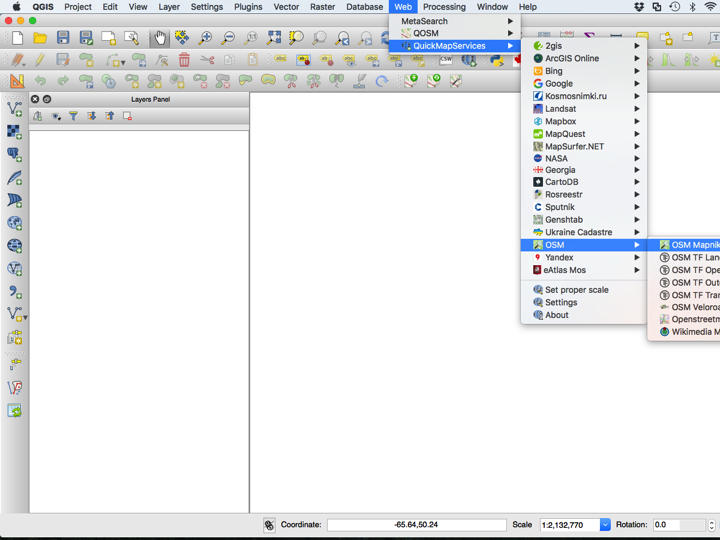 QGIS Project Edit View Layer Settings Plugins Vector Raster Database Web Processing Window Help
MetaSearch
QOSM
QuickMapServices
2gis
ArcGIS Online
Bing
CSW
Google
Kosmosnimki.ru
Layers Panel
Landsat
Mapbox
MapQuest
MapSurfer.NET
NASA
Georgia
CartoDB
Rosreestr
Sputnik
Genshtab
Ukraine Cadastre
OSM
OSM Mapnik
Yandex
OSM TF Lan
eAtlas Mos
OSM TF Ope
OSM TF Out
Set proper scale
OSM TF Tra
Settings
OSM Veloroa
About
Openstreetm
Wikimedia M
Coordinate: -65.64,50.24 Scale 1:2,132,770 Rotation: 0.0